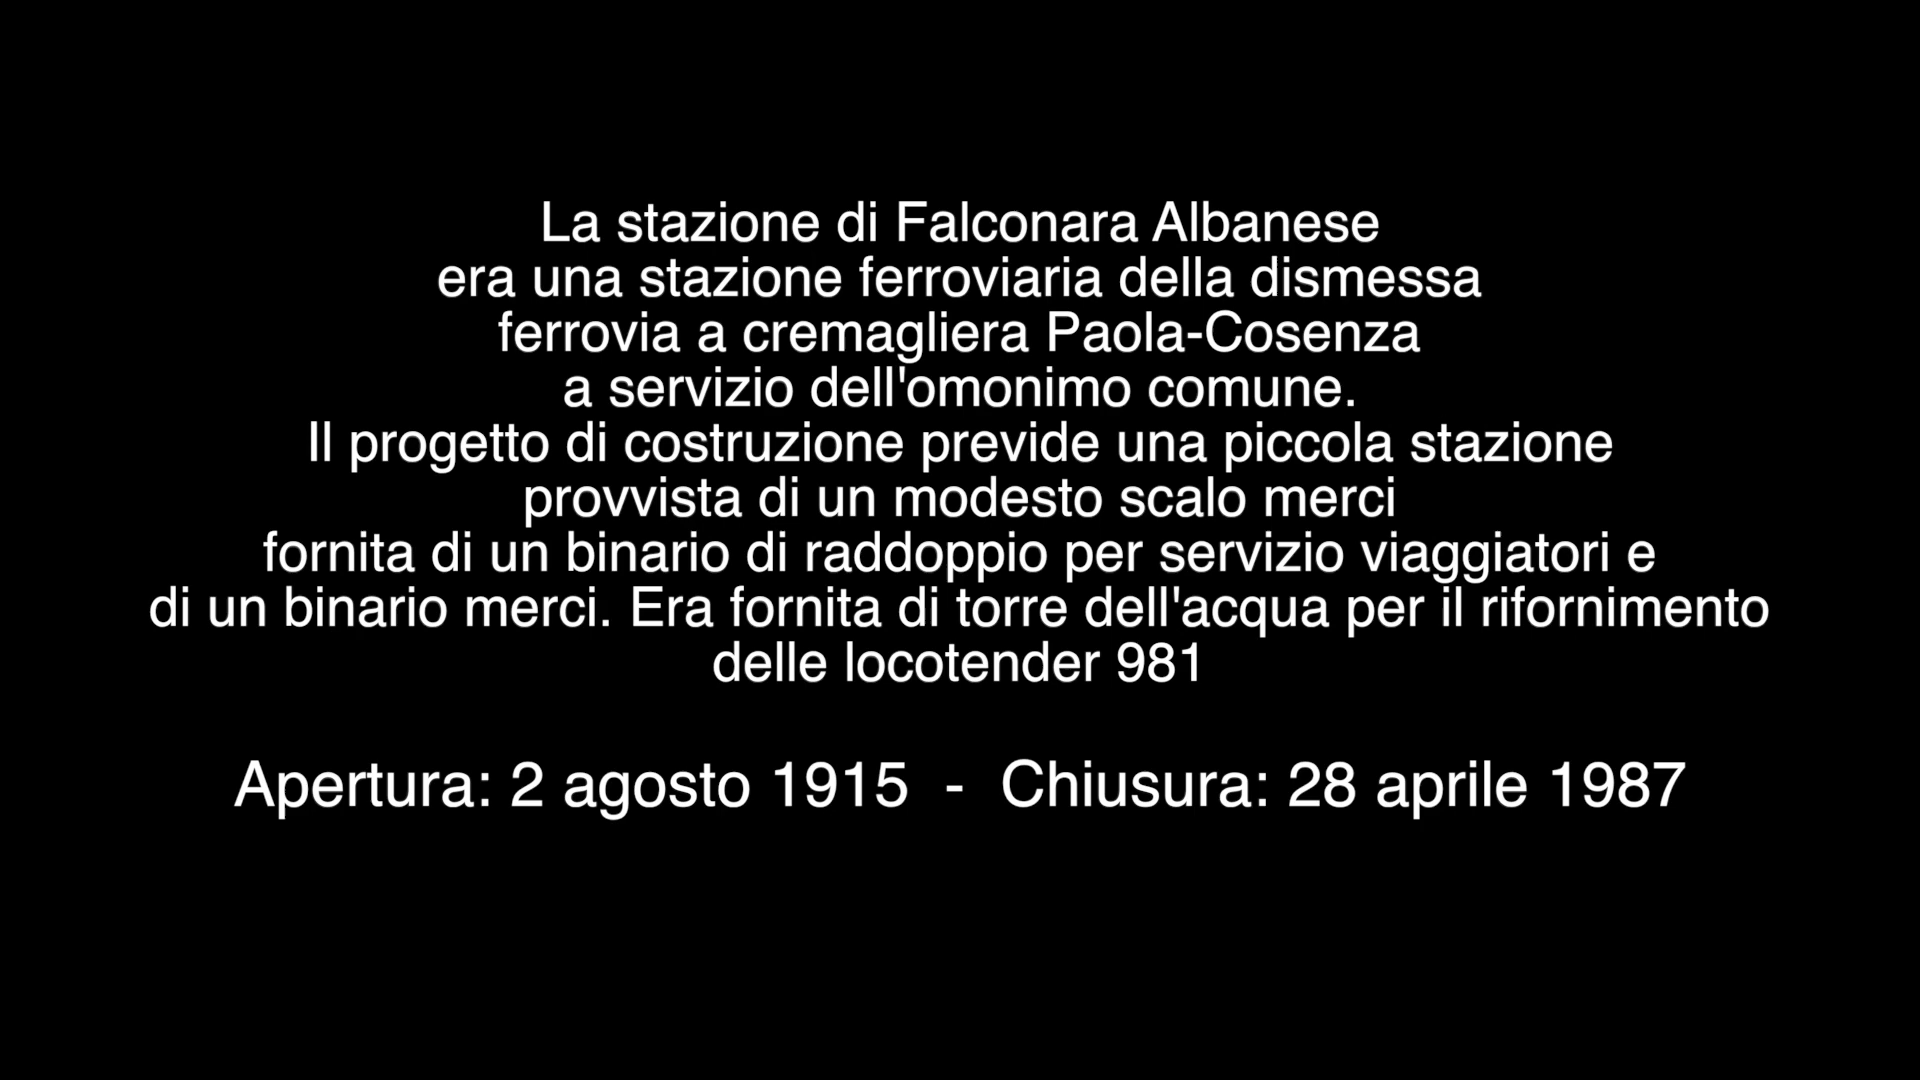 La stazione di Falconara Albanese
era una stazione ferroviaria della dismessa
ferrovia a cremagliera Paola-Cosenza
a servizio dell'omonimo comune.
Il progetto di costruzione previde una piccola stazione
provvista di un modesto scalo merci
fornita di un binario di raddoppio per servizio viaggiatori e
di un binario merci. Era fornita di torre dell'acqua per il rifornimento
delle locotender 981
Apertura: 2 agosto 1915 - Chiusura: 28 aprile 1987